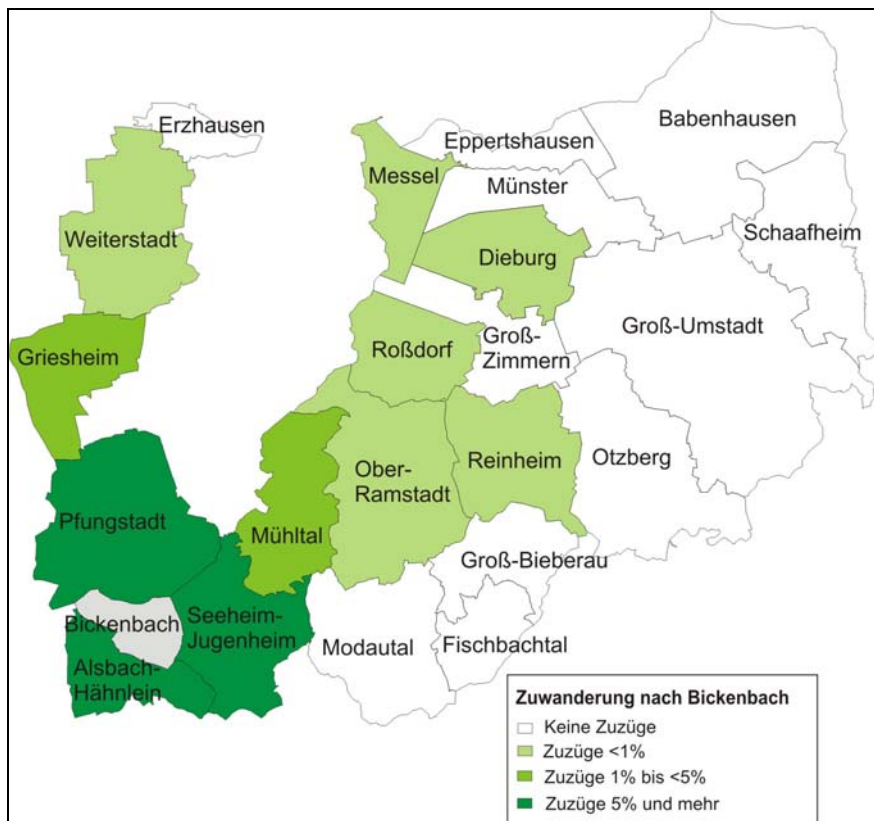 Erzhausen
Babenhausen
Eppertshausen
Messel
Münster
Schaafheim
Weiterstadt
Dieburg
Groß-Umstadt
Griesheim
Roßdorf
Groß-
Zimmern
Ober-
Ramstadt
Reinheim
Otzberg
Pfungstadt
Mühltal
Groß-Bieberau
Bickenbach
Seeheim-
Jugenheim
Modautal
Fischbachtal
Alsbach-
Hähnlein
Zuwanderung nach Bickenbach
Keine Zuzüge
Zuzüge <1%
Zuzüge 1% bis <5%
Zuzüge 5% und mehr